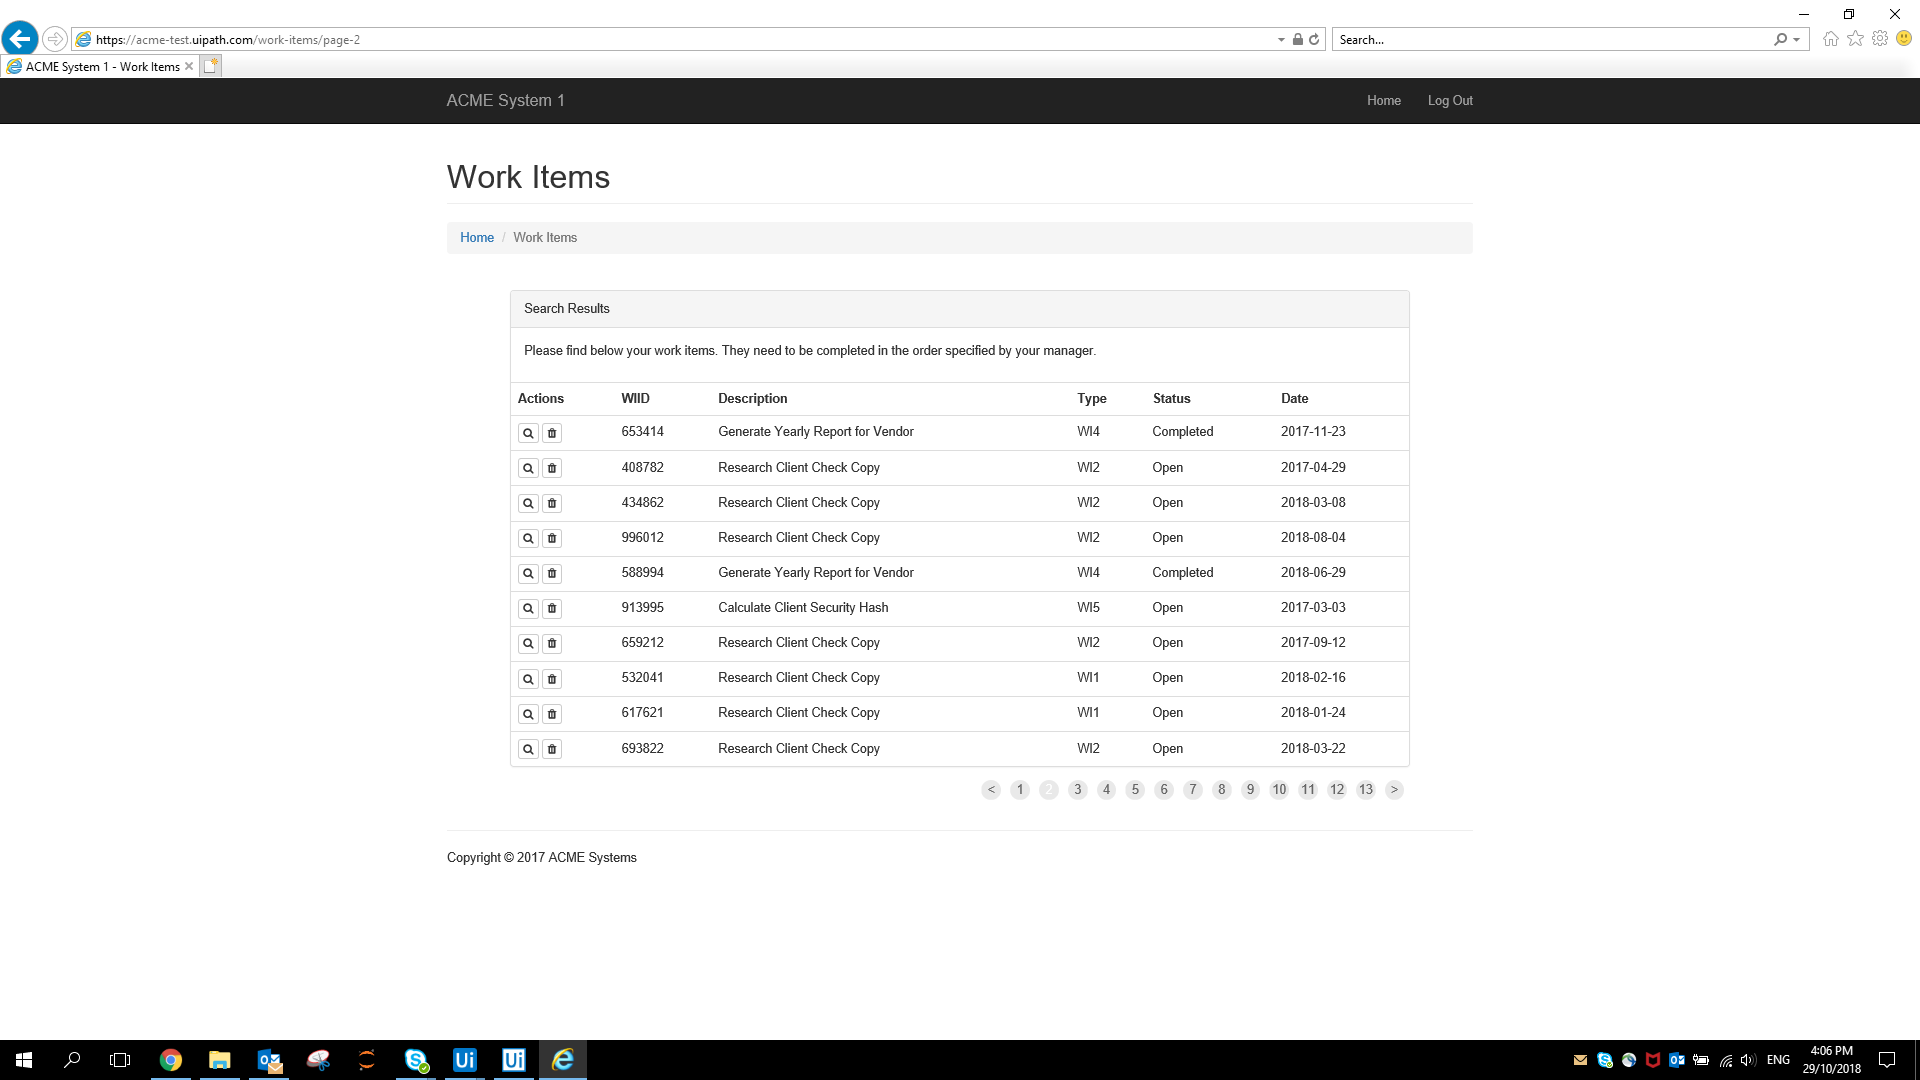 https://acme-test.uipath.com/work-items/page-2
Search...
ACME System 1 - Work Items
ACME System 1
Home
Log Out
Work Items
Home / Work Items
Search Results
Please find below your work items. They need to be completed in the order specified by your manager.
Actions WIID Description Type Status Date
653414 Generate Yearly Report for Vendor WI4 Completed 2017-11-23
408782 Research Client Check Copy WI2 Open 2017-04-29
434862 Research Client Check Copy WI2 Open 2018-03-08
996012 Research Client Check Copy WI2 Open 2018-08-04
588994 Generate Yearly Report for Vendor WI4 Completed 2018-06-29
913995 Calculate Client Security Hash WI5 Open 2017-03-03
659212 Research Client Check Copy WI2 Open 2017-09-12
532041 Research Client Check Copy WI1 Open 2018-02-16
617621 Research Client Check Copy WI1 Open 2018-01-24
693822 Research Client Check Copy WI2 Open 2018-03-22
< 1 2 3 4 5 6 7 8 9 10 11 12 13 >
Copyright © 2017 ACME Systems
Ui Ui
ENG
4:06 PM
29/10/2018